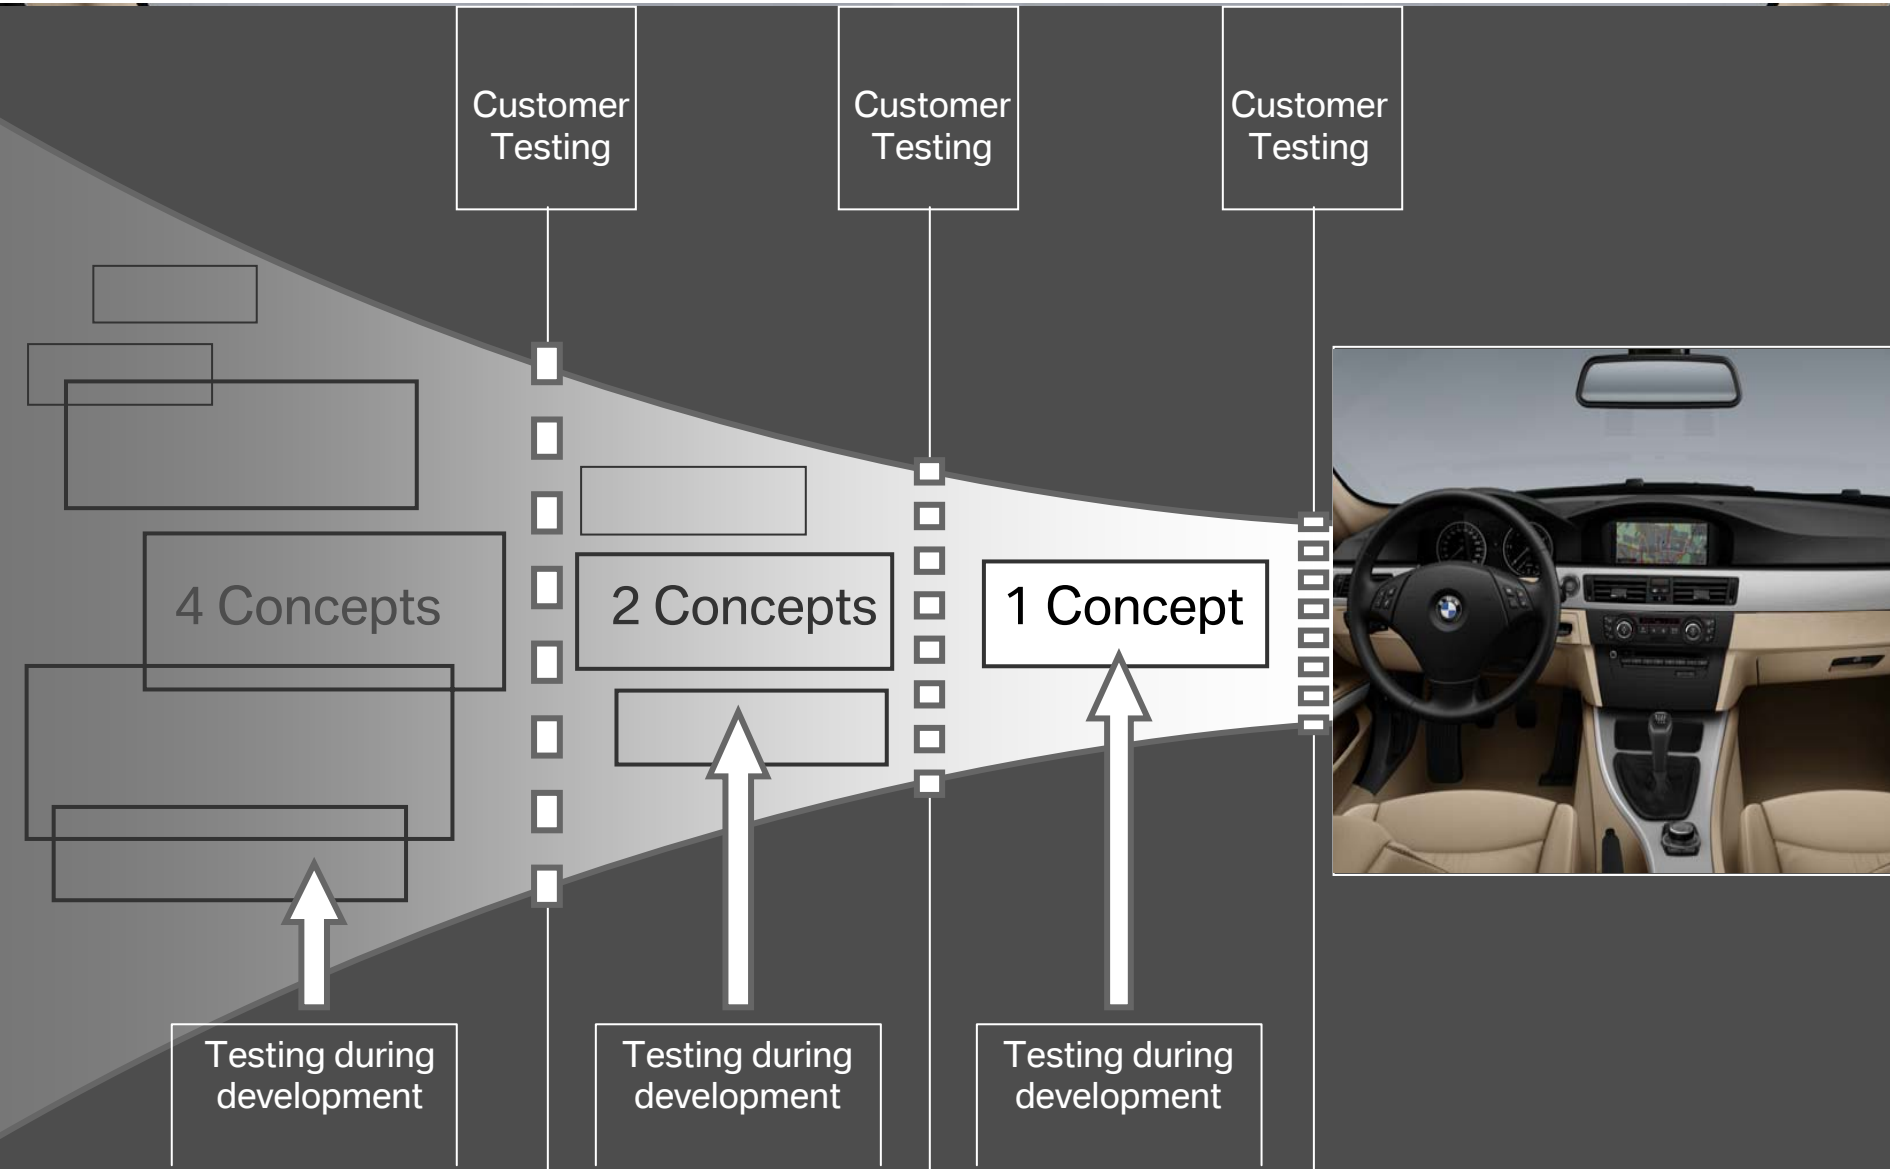 Customer
Testing
Customer
Testing
Customer
Testing
4 Concepts
2 Concepts
1 Concept
Testing during
development
Testing during
development
Testing during
development